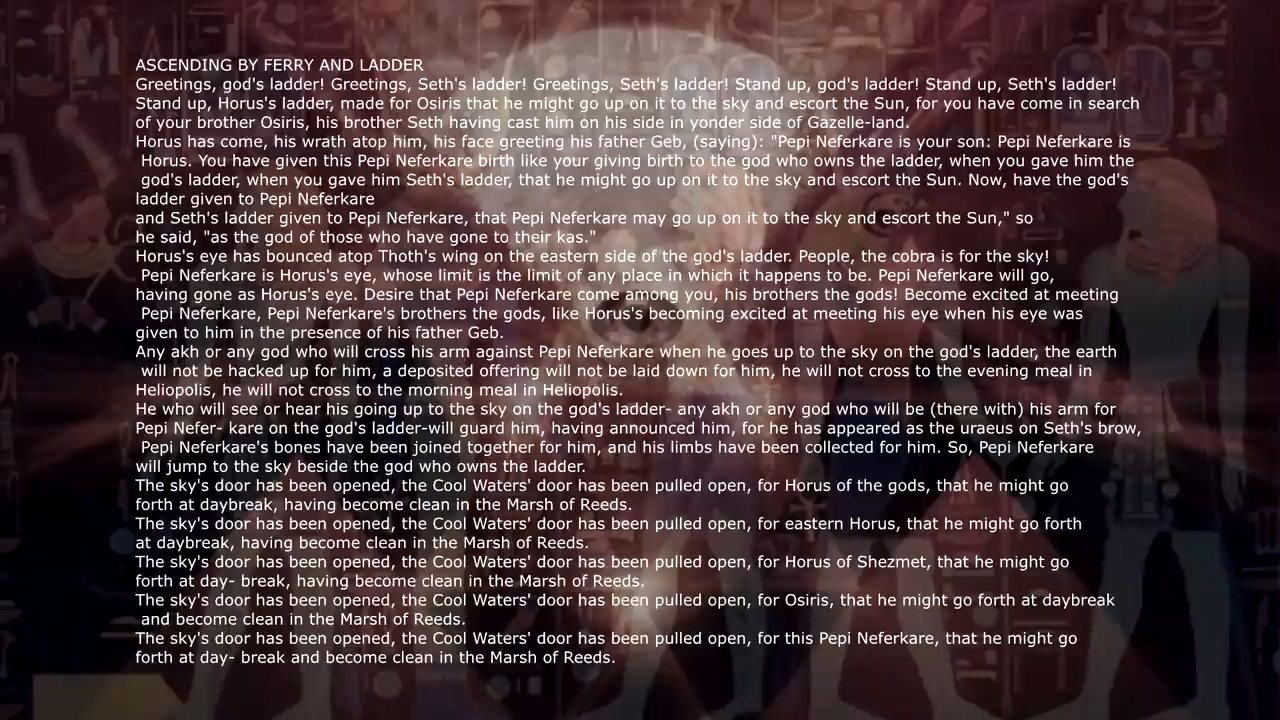 ASCENDING BY FERRY AND LADDER
Greetings, god's ladder! Greetings, Seth's ladder! Greetings, Seth's ladder! Stand up, god's ladder! Stand up, Seth's ladder!
Stand up, Horus's ladder, made for Osiris that he might go up on it to the sky and escort the Sun, for you have come in search
of your brother Osiris, his brother Seth having cast him on his side in yonder side of Gazelle-land.
Horus has come, his wrath atop him, his face greeting his father Geb, (saying): "Pepi Neferkare is your son: Pepi Neferkare is
Horus. You have given this Pepi Neferkare birth like your giving birth to the god who owns the ladder, when you gave him the
god's ladder, when you gave him Seth's ladder, that he might go up on it to the sky and escort the Sun. Now, have the god's
ladder given to Pepi Neferkare
and Seth's ladder given to Pepi Neferkare, that Pepi Neferkare may go up on it to the sky and escort the Sun," so
he said, "as the god of those who have gone to their kas."
Horus's eye has bounced atop Thoth's wing on the eastern side of the god's ladder. People, the cobra is for the sky!
Pepi Neferkare is Horus's eye, whose limit is the limit of any place in which it happens to be. Pepi Neferkare will go,
having gone as Horus's eye. Desire that Pepi Neferkare come among you, his brothers the gods! Become excited at meeting
Pepi Neferkare, Pepi Neferkare's brothers the gods, like Horus's becoming excited at meeting his eye when his eye was
given to him in the presence of his father Geb.
Any akh or any god who will cross his arm against Pepi Neferkare when he goes up to the sky on the god's ladder, the earth
will not be hacked up for him, a deposited offering will not be laid down for him, he will not cross to the evening meal in
Heliopolis, he will not cross to the morning meal in Heliopolis.
He who will see or hear his going up to the sky on the god's ladder- any akh or any god who will be (there with) his arm for
Pepi Nefer- kare on the god's ladder-will guard him, having announced him, for he has appeared as the uraeus on Seth's brow,
Pepi Neferkare's bones have been joined together for him, and his limbs have been collected for him. So, Pepi Neferkare
will jump to the sky beside the god who owns the ladder.
The sky's door has been opened, the Cool Waters' door has been pulled open, for Horus of the gods, that he might go
forth at daybreak, having become clean in the Marsh of Reeds.
The sky's door has been opened, the Cool Waters' door has been pulled open, for eastern Horus, that he might go forth
at daybreak, having become clean in the Marsh of Reeds.
The sky's door has been opened, the Cool Waters' door has been pulled open, for Horus of Shezmet, that he might go
forth at day- break, having become clean in the Marsh of Reeds.
The sky's door has been opened, the Cool Waters' door has been pulled open, for Osiris, that he might go forth at daybreak
and become clean in the Marsh of Reeds.
The sky's door has been opened, the Cool Waters' door has been pulled open, for this Pepi Neferkare, that he might go
forth at day- break and become clean in the Marsh of Reeds.